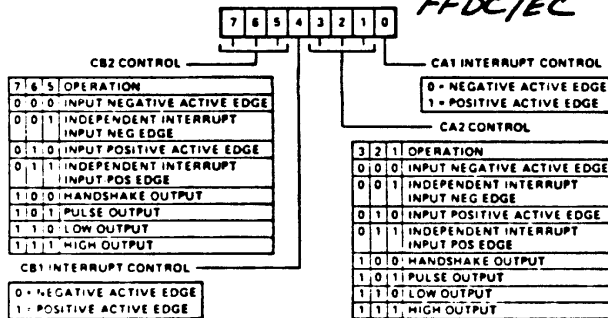 FFDC/EC
7 6 5 4 3 2 1 0
CB2 CONTROL
7 6 5 OPERATION
0 0 0 INPUT NEGATIVE ACTIVE EDGE
0 0 1 INDEPENDENT INTERRUPT
INPUT NEG EDGE
0 1 0 INPUT POSITIVE ACTIVE EDGE
0 1 1 INDEPENDENT INTERRUPT
INPUT POS EDGE
1 0 0 HANDSHAKE OUTPUT
1 0 1 PULSE OUTPUT
1 1 0 LOW OUTPUT
1 1 1 HIGH OUTPUT
CB1 INTERRUPT CONTROL
0 = NEGATIVE ACTIVE EDGE
1 = POSITIVE ACTIVE EDGE
CA1 INTERRUPT CONTROL
0 = NEGATIVE ACTIVE EDGE
1 = POSITIVE ACTIVE EDGE
CA2 CONTROL
3 2 1 OPERATION
0 0 0 INPUT NEGATIVE ACTIVE EDGE
0 0 1 INDEPENDENT INTERRUPT
INPUT NEG EDGE
0 1 0 INPUT POSITIVE ACTIVE EDGE
0 1 1 INDEPENDENT INTERRUPT
INPUT POS EDGE
1 0 0 HANDSHAKE OUTPUT
1 0 1 PULSE OUTPUT
1 1 0 LOW OUTPUT
1 1 1 HIGH OUTPUT